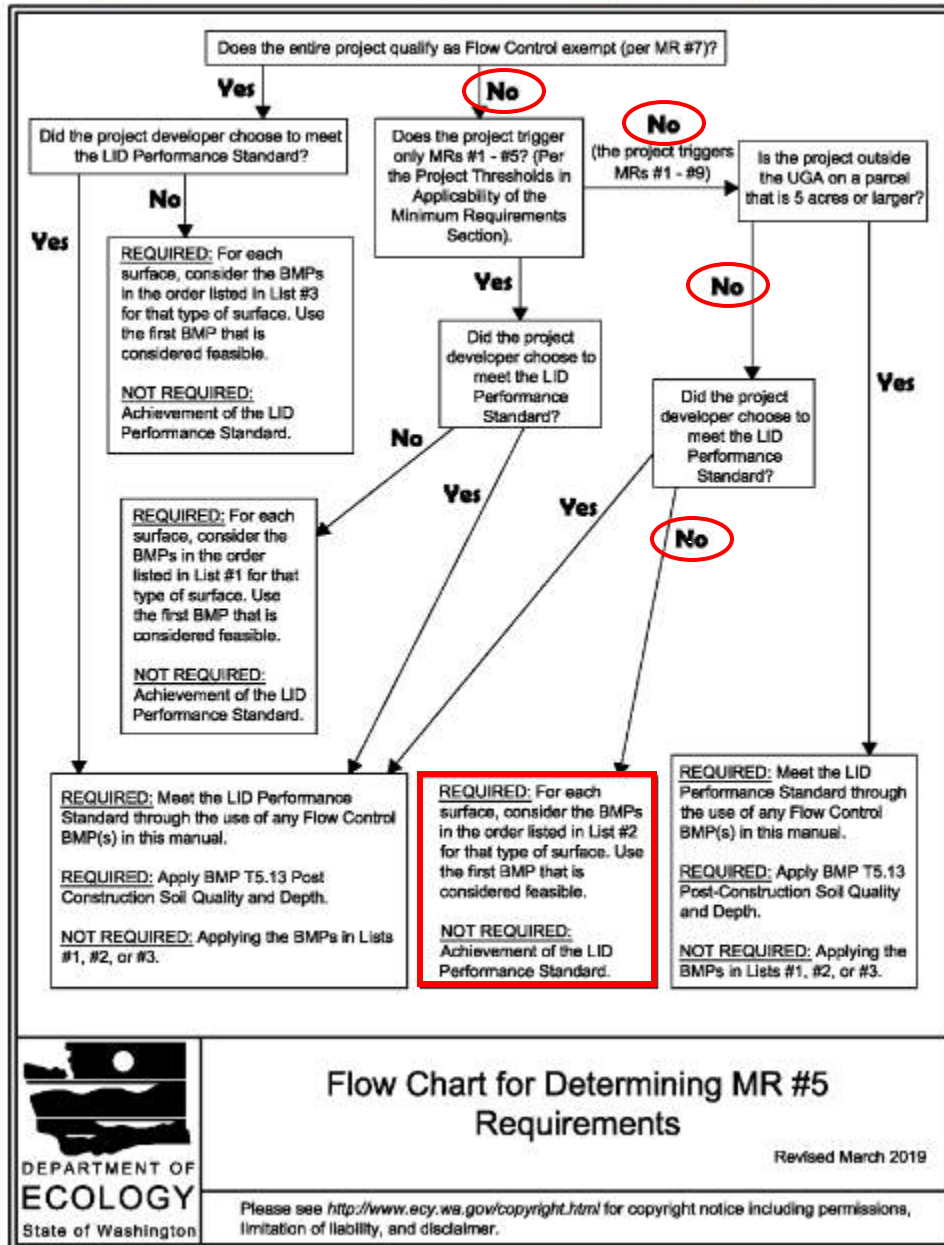 Does the entire project qualify as Flow Control exempt (per MR #7)?
Yes
No
Did the project developer choose to meet
the LID Performance Standard?
Does the project trigger
only MRs #1 - #5? (Per
the Project Thresholds in
Applicability of the
Minimum Requirements
Section).
No
(the project triggers
MRs #1 - #9)
Is the project outside
the UGA on a parcel
that is 5 acres or larger?
No
Yes
REQUIRED: For each
surface, consider the BMPs
in the order listed in List #3
for that type of surface. Use
the first BMP that is
considered feasible.
NOT REQUIRED:
Achievement of the LID
Performance Standard.
Yes
No
Yes
Did the project
developer choose to
meet the LID
Performance
Standard?
Did the project
developer choose to
meet the LID
Performance
Standard?
No
Yes
Yes
No
REQUIRED: For each
surface, consider the
BMPs in the order
listed in List #1 for that
type of surface. Use
the first BMP that is
considered feasible.
NOT REQUIRED:
Achievement of the LID
Performance Standard.
REQUIRED: Meet the LID Performance
Standard through the use of any Flow Control
BMP(s) in this manual.
REQUIRED: Apply BMP T5.13 Post
Construction Soil Quality and Depth.
NOT REQUIRED: Applying the BMPs in Lists
#1, #2, or #3.
REQUIRED: For each
surface, consider the BMPs
in the order listed in List #2
for that type of surface. Use
the first BMP that is
considered feasible.
NOT REQUIRED:
Achievement of the LID
Performance Standard.
REQUIRED: Meet the LID
Performance Standard through
the use of any Flow Control
BMP(s) in this manual.
REQUIRED: Apply BMP T5.13
Post-Construction Soil Quality
and Depth.
NOT REQUIRED: Applying the
BMPs in Lists #1, #2, or #3.
DEPARTMENT OF
ECOLOGY
State of Washington
Flow Chart for Determining MR #5
Requirements
Revised March 2019
Please see http://www.ecy.wa.gov/copyright.html for copyright notice including permissions,
limitation of liability, and disclaimer.